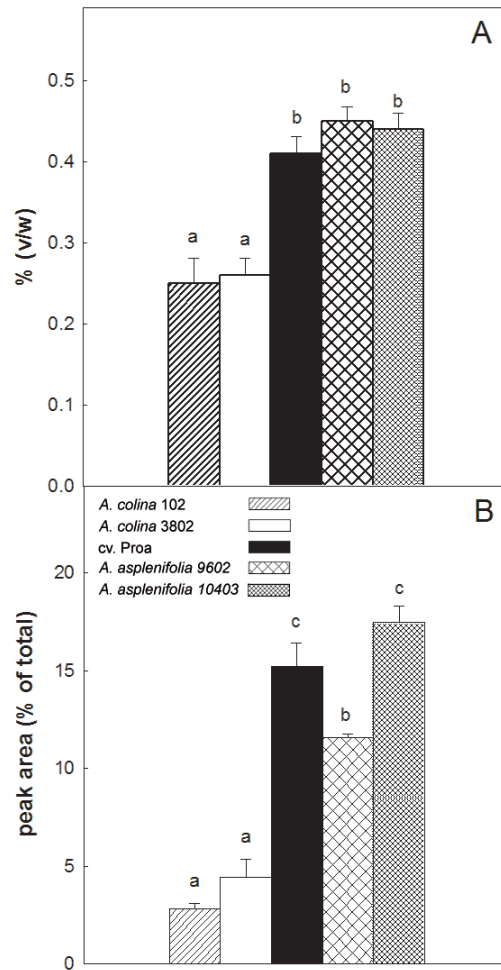 A
0.5
0.4
0.3
0.2
0.1
0.0
% (v/w)
a
a
b
b
b
B
A. colina 102
A. colina 3802
cv. Proa
A. asplenifolia 9602
A. asplenifolia 10403
20
15
10
5
0
peak area (% of total)
a
a
c
b
c